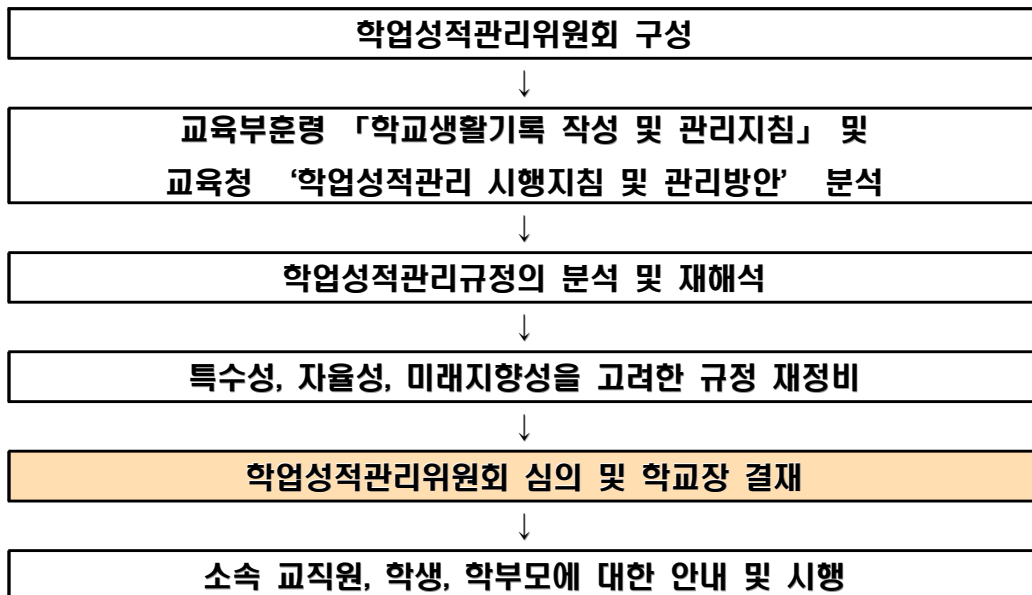 학업성적관리위원회 구성
↓
교육부훈령 「학교생활기록 작성 및 관리지침」 및
교육청 ‘학업성적관리 시행지침 및 관리방안’ 분석
↓
학업성적관리규정의 분석 및 재해석
↓
특수성, 자율성, 미래지향성을 고려한 규정 재정비
↓
학업성적관리위원회 심의 및 학교장 결재
↓
소속 교직원, 학생, 학부모에 대한 안내 및 시행